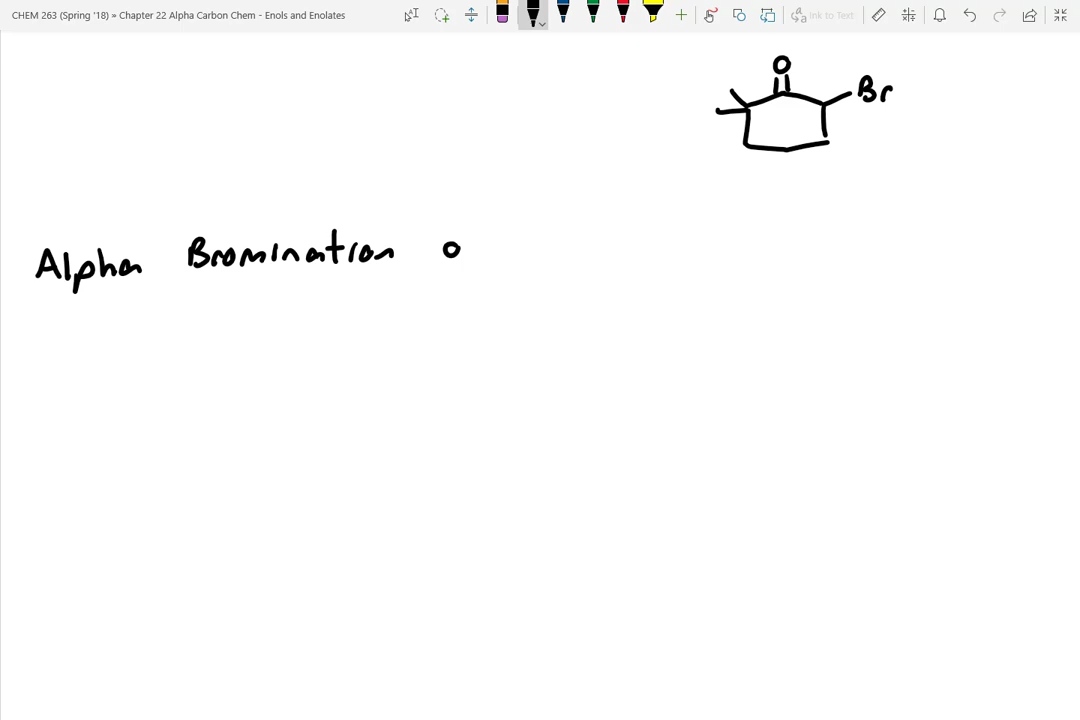 CHEM 263 (Spring '18) » Chapter 22 Alpha Carbon Chem - Enols and Enolates
Ink to Text
O
Br
Alpha Bromination o